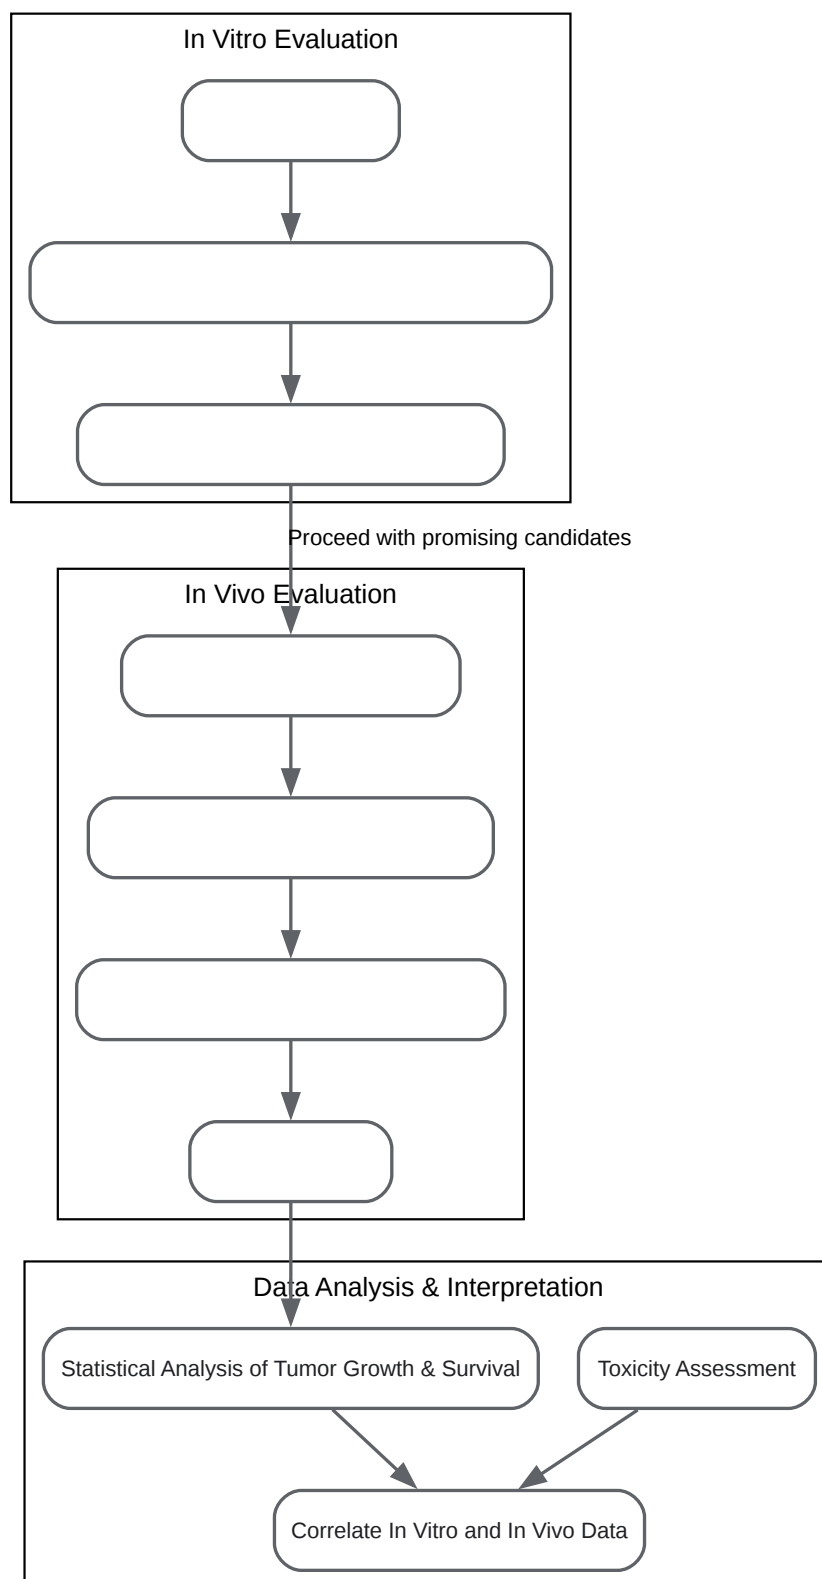 In Vitro Evaluation
Proceed with promising candidates
In Vivo Evaluation
Data Analysis & Interpretation
Statistical Analysis of Tumor Growth & Survival
Toxicity Assessment
Correlate In Vitro and In Vivo Data